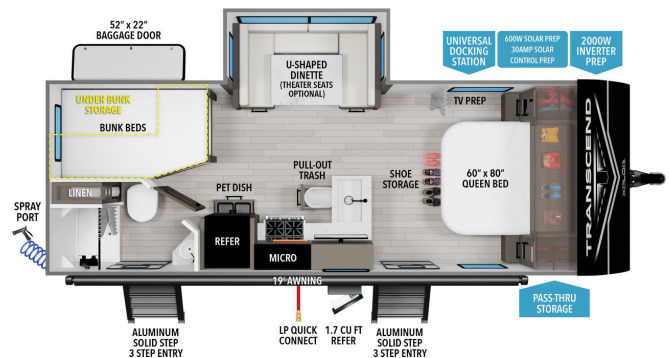 52" x 22"
BAGGAGE DOOR
UNDER BUNK
STORAGE
BUNK BEDS
U-SHAPED
DINETTE
(THEATER SEATS
OPTIONAL)
UNIVERSAL
DOCKING
STATION
600W SOLAR PREP
30AMP SOLAR
CONTROL PREP
2000W
INVERTER
PREP
TV PREP
LINEN
SPRAY
PORT
PET DISH
REFER
PULL-OUT
TRASH
MICRO
SHOE
STORAGE
60" x 80"
QUEEN BED
TRANSCEND
XPLOR
19' AWNING
ALUMINUM
SOLID STEP
3 STEP ENTRY
LP QUICK
CONNECT
1.7 CU FT
REFER
ALUMINUM
SOLID STEP
3 STEP ENTRY
PASS-THRU
STORAGE